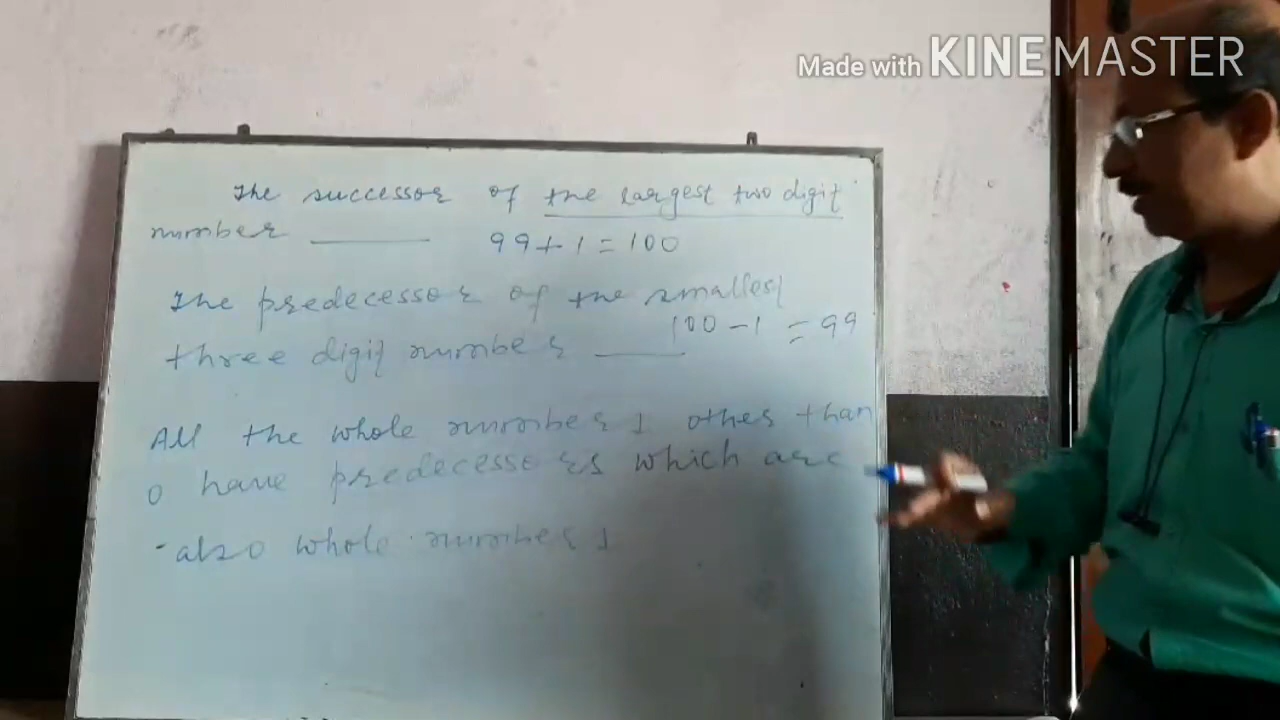 Made with KINEMASTER
The successor of the largest two digit
number ______ 99+1=100
The predecessor of the smallest
three digit number ______ 100-1=99
All the whole numbers other than
0 have predecessors which are
also whole numbers